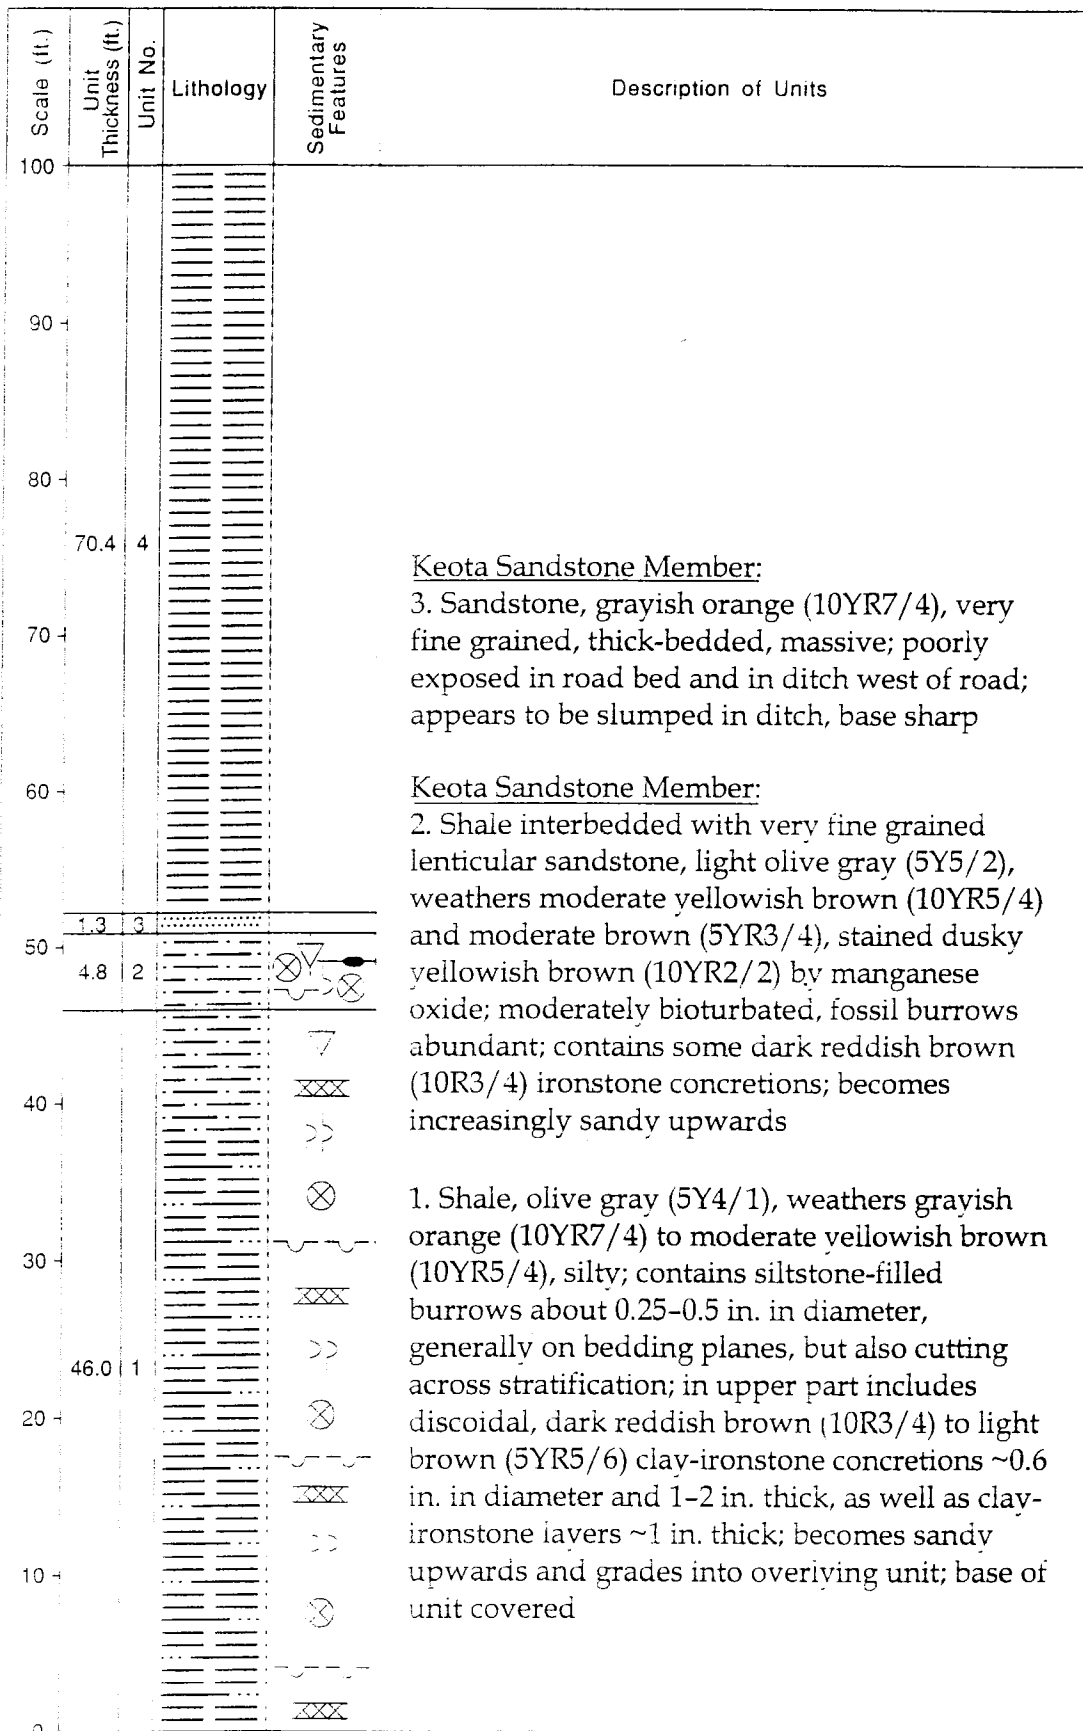 Scale (ft.)
Unit
Thickness (ft.)
Unit No.
Lithology
Sedimentary
Features
Description of Units
100
90
80
70.4 4
Keota Sandstone Member:
3. Sandstone, grayish orange (10YR7/4), very
70
fine grained, thick-bedded, massive; poorly
exposed in road bed and in ditch west of road;
appears to be slumped in ditch, base sharp
60
Keota Sandstone Member:
2. Shale interbedded with very fine grained
lenticular sandstone, light olive gray (5Y5/2),
weathers moderate yellowish brown (10YR5/4)
1.3 3
and moderate brown (5YR3/4), stained dusky
50
4.8 2
yellowish brown (10YR2/2) by manganese
oxide; moderately bioturbated, fossil burrows
abundant; contains some dark reddish brown
(10R3/4) ironstone concretions; becomes
40
increasingly sandy upwards
1. Shale, olive gray (5Y4/1), weathers grayish
orange (10YR7/4) to moderate yellowish brown
30
(10YR5/4), silty; contains siltstone-filled
burrows about 0.25–0.5 in. in diameter,
generally on bedding planes, but also cutting
46.0 1
across stratification; in upper part includes
20
discoidal, dark reddish brown (10R3/4) to light
brown (5YR5/6) clay-ironstone concretions ~0.6
in. in diameter and 1–2 in. thick, as well as clay-
ironstone layers ~1 in. thick; becomes sandy
10
upwards and grades into overlying unit; base of
unit covered
0